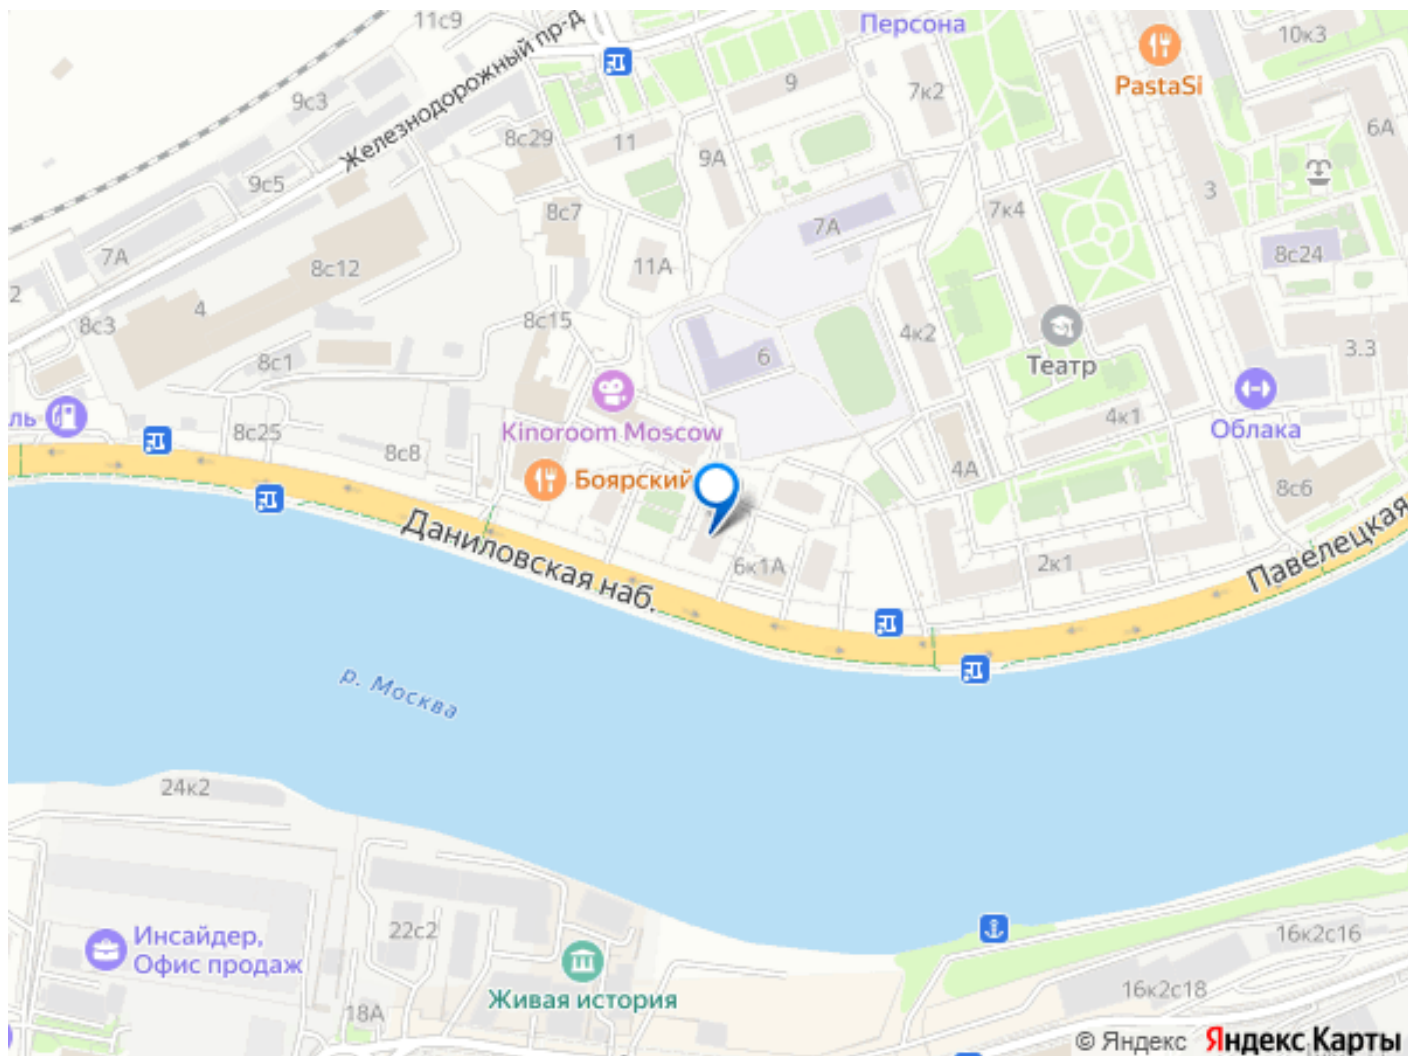 11с9
Персона
10к3
PastaSi
Железнодорожный пр-д
9с3
9
7к2
6А
8с29
11
9А
9с5
3
8с7
7к4
7А
7А
8с24
8с12
11А
2
4
8с3
8с15
4к2
3.3
8с1
6
Театр
ль
4к1
Облака
8с25
Kinoroom Moscow
8с8
4А
Боярский
8с6
Даниловская наб.
6к1А
2к1
Павелецкая
р. Москва
24к2
22с2
16к2с16
Инсайдер,
Офис продаж
Живая история
16к2с18
18А
© Яндекс Яндекс Карты